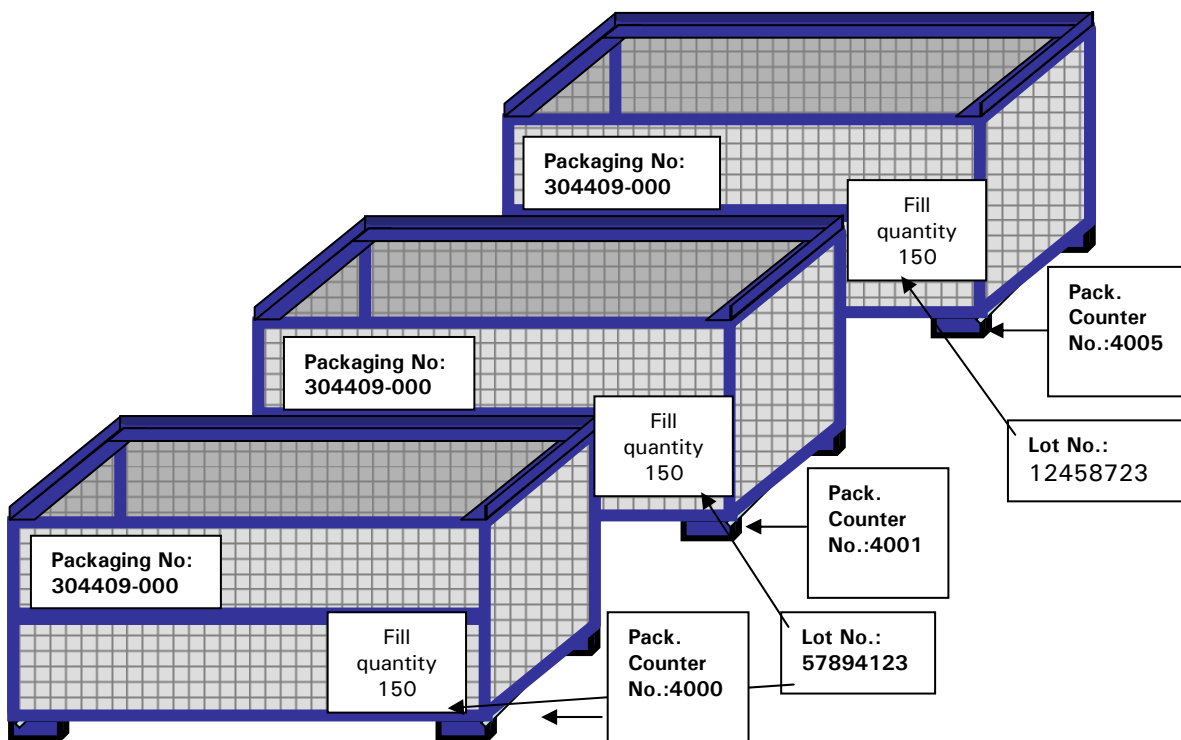 Packaging No:
304409-000
Fill
quantity
150
Pack.
Counter
No.:4005
Lot No.:
12458723
Packaging No:
304409-000
Fill
quantity
150
Pack.
Counter
No.:4001
Lot No.:
57894123
Packaging No:
304409-000
Fill
quantity
150
Pack.
Counter
No.:4000